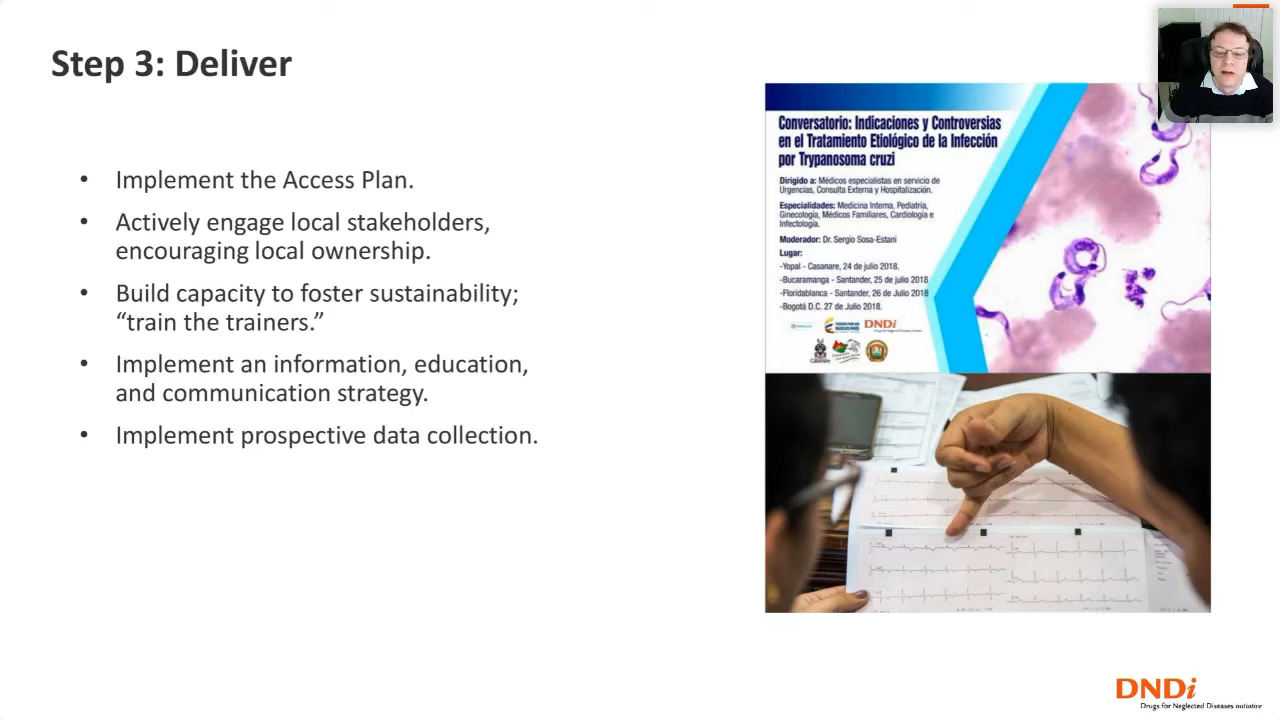 Step 3: Deliver
• Implement the Access Plan.
• Actively engage local stakeholders,
encouraging local ownership.
• Build capacity to foster sustainability;
“train the trainers.”
• Implement an information, education,
and communication strategy.
• Implement prospective data collection.
Conversatorio: Indicaciones y Controversias
en el Tratamiento Etiológico de la Infección
por Trypanosoma cruzi
Dirigido a: Médicos especialistas en servicio de
Urgencias, Consulta Externa y Hospitalización.
Especialidades: Medicina Interna, Pediatría,
Ginecología, Médicos Familiares, Cardiología e
Infectología.
Moderador: Dr. Sergio Sosa-Estani
Lugar:
-Yopal - Casanare, 24 de julio 2018.
-Bucaramanga - Santander, 25 de julio 2018
-Floridablanca - Santander, 26 de Julio 2018
-Bogotá D.C. 27 de Julio 2018.
DNDi
Casanare
DNDi
Drugs for Neglected Diseases initiative